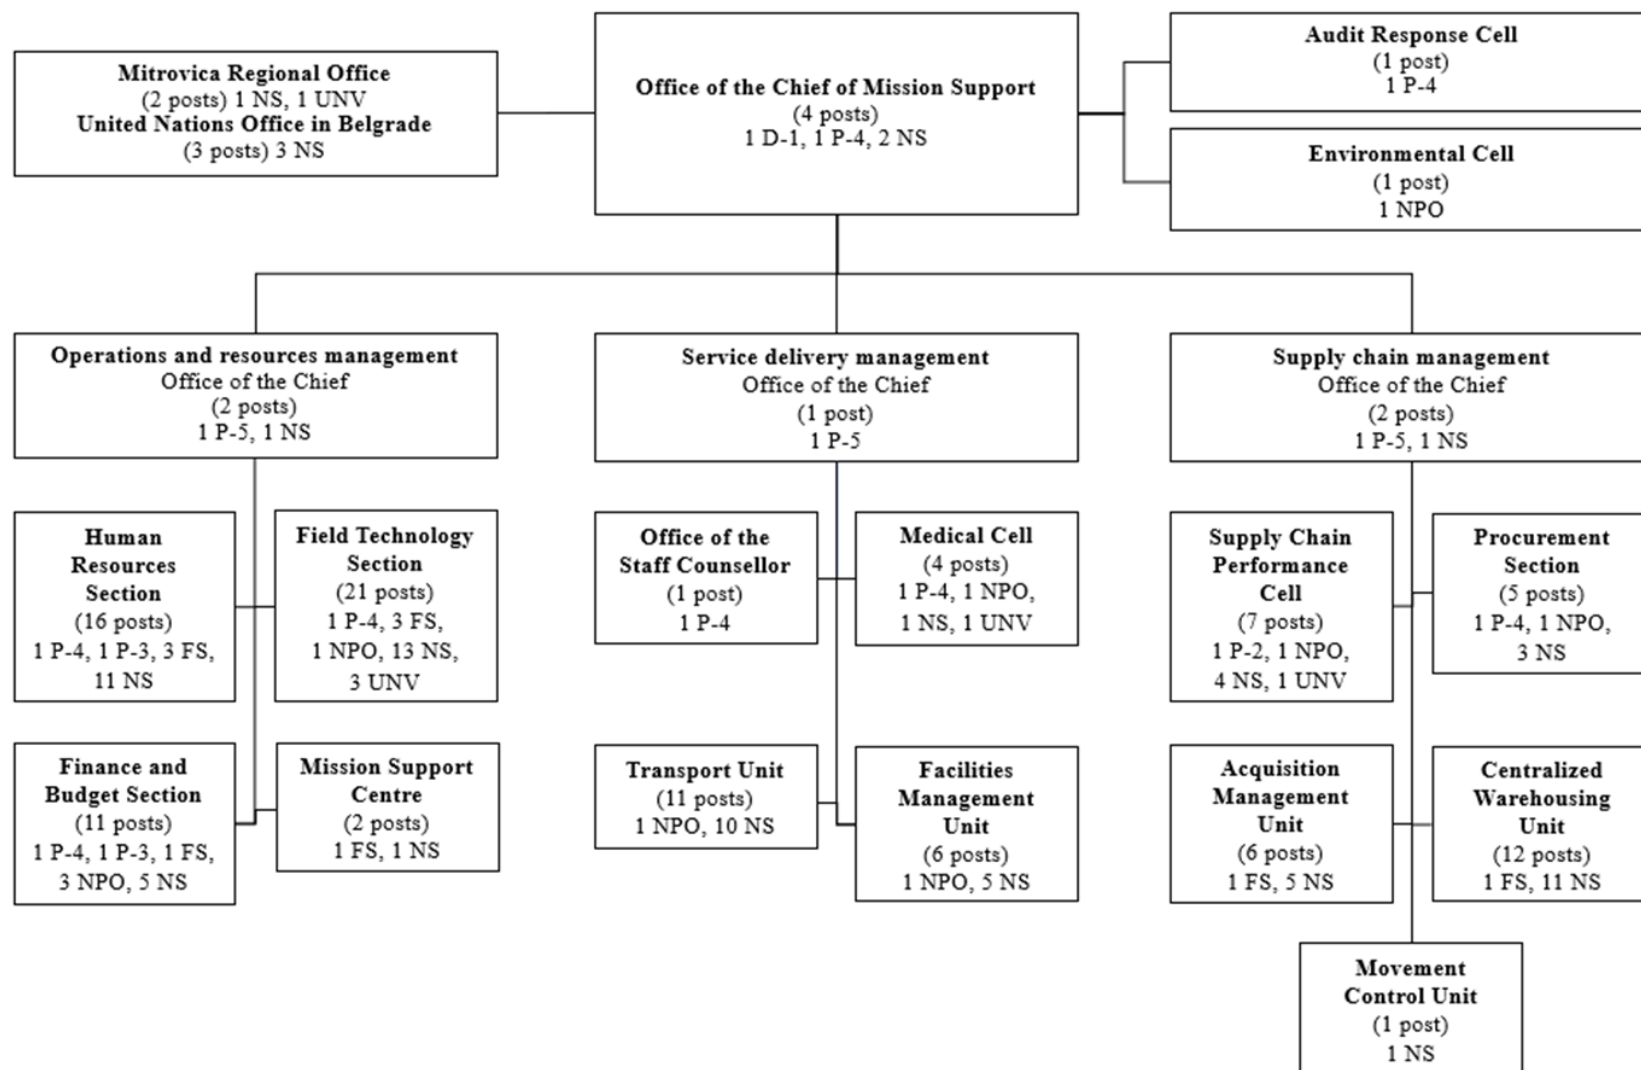 Mitrovica Regional Office
(2 posts) 1 NS, 1 UNV
United Nations Office in Belgrade
(3 posts) 3 NS
Office of the Chief of Mission Support
(4 posts)
1 D-1, 1 P-4, 2 NS
Audit Response Cell
(1 post)
1 P-4
Environmental Cell
(1 post)
1 NPO
Operations and resources management
Office of the Chief
(2 posts)
1 P-5, 1 NS
Service delivery management
Office of the Chief
(1 post)
1 P-5
Supply chain management
Office of the Chief
(2 posts)
1 P-5, 1 NS
Human
Resources
Section
(16 posts)
1 P-4, 1 P-3, 3 FS,
11 NS
Field Technology
Section
(21 posts)
1 P-4, 3 FS,
1 NPO, 13 NS,
3 UNV
Office of the
Staff Counsellor
(1 post)
1 P-4
Medical Cell
(4 posts)
1 P-4, 1 NPO,
1 NS, 1 UNV
Supply Chain
Performance
Cell
(7 posts)
1 P-2, 1 NPO,
4 NS, 1 UNV
Procurement
Section
(5 posts)
1 P-4, 1 NPO,
3 NS
Finance and
Budget Section
(11 posts)
1 P-4, 1 P-3, 1 FS,
3 NPO, 5 NS
Mission Support
Centre
(2 posts)
1 FS, 1 NS
Transport Unit
(11 posts)
1 NPO, 10 NS
Facilities
Management
Unit
(6 posts)
1 NPO, 5 NS
Acquisition
Management
Unit
(6 posts)
1 FS, 5 NS
Centralized
Warehousing
Unit
(12 posts)
1 FS, 11 NS
Movement
Control Unit
(1 post)
1 NS